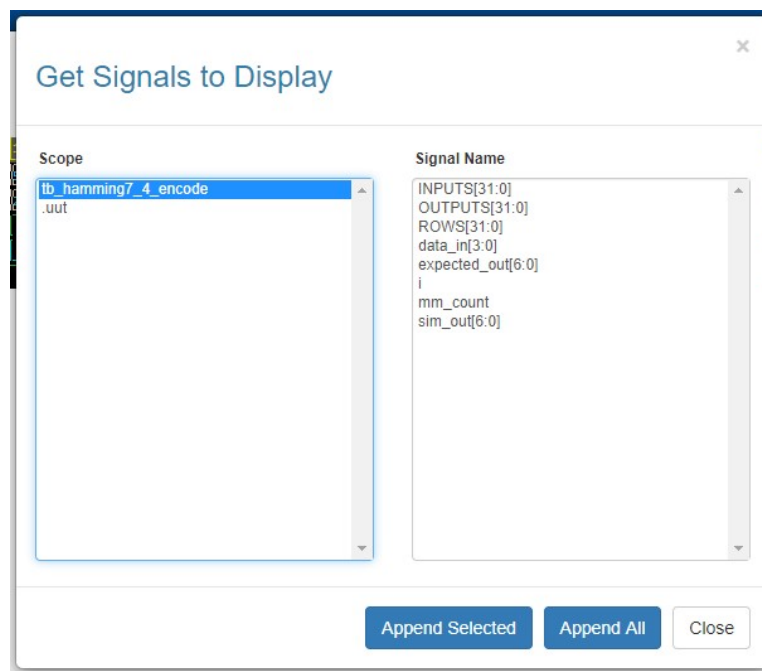 ×
Get Signals to Display
Scope
tb_hamming7_4_encode
.uut
Signal Name
INPUTS[31:0]
OUTPUTS[31:0]
ROWS[31:0]
data_in[3:0]
expected_out[6:0]
i
mm_count
sim_out[6:0]
Append Selected
Append All
Close